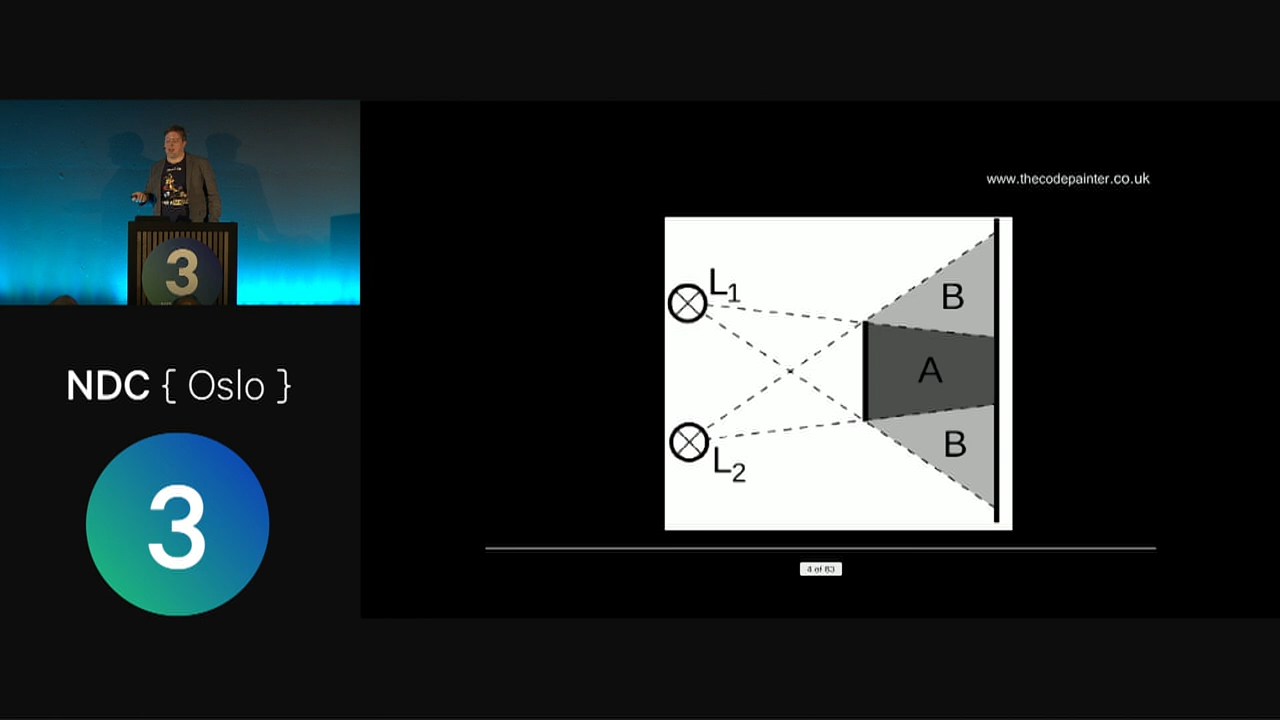 3
NDC { Oslo }
3
www.thecodepainter.co.uk
L1
B
A
B
L2
4 of 63